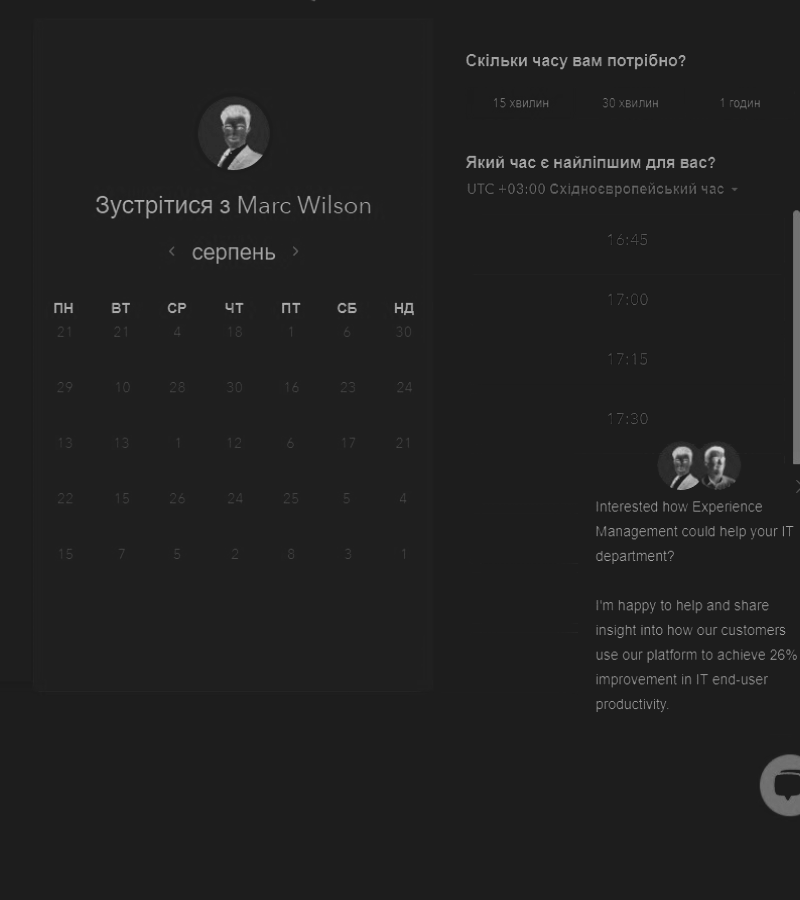 Зустрітися з Marc Wilson
серпень
ПН ВТ СР ЧТ ПТ СБ НД
21 21 4 18 1 6 30
29 10 28 30 16 23 24
13 13 1 12 6 17 21
22 15 26 24 25 5 4
15 7 5 2 8 3 1
Скільки часу вам потрібно?
15 хвилин 30 хвилин 1 годин
Який час є найліпшим для вас?
UTC +03:00 Східноєвропейський час
16:45
17:00
17:15
17:30
Interested how Experience
Management could help your IT
department?
I'm happy to help and share
insight into how our customers
use our platform to achieve 26%
improvement in IT end-user
productivity.